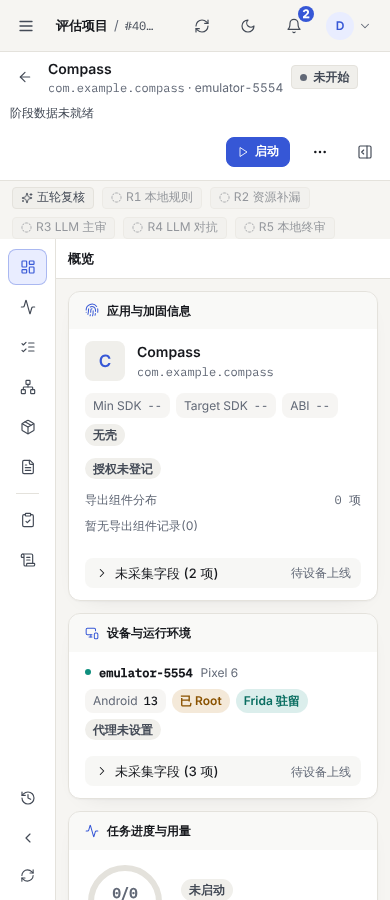 评估项目 / #40…
2
D
Compass
com.example.compass · emulator-5554
未开始
阶段数据未就绪
启动
五轮复核
R1 本地规则
R2 资源补漏
R3 LLM 主审
R4 LLM 对抗
R5 本地终审
概览
应用与加固信息
C
Compass
com.example.compass
Min SDK --
Target SDK --
ABI --
无壳
授权未登记
导出组件分布
0 项
暂无导出组件记录(0)
未采集字段 (2 项)
待设备上线
设备与运行环境
emulator-5554 Pixel 6
Android 13
已 Root
Frida 驻留
代理未设置
未采集字段 (3 项)
待设备上线
任务进度与用量
0/0
未启动